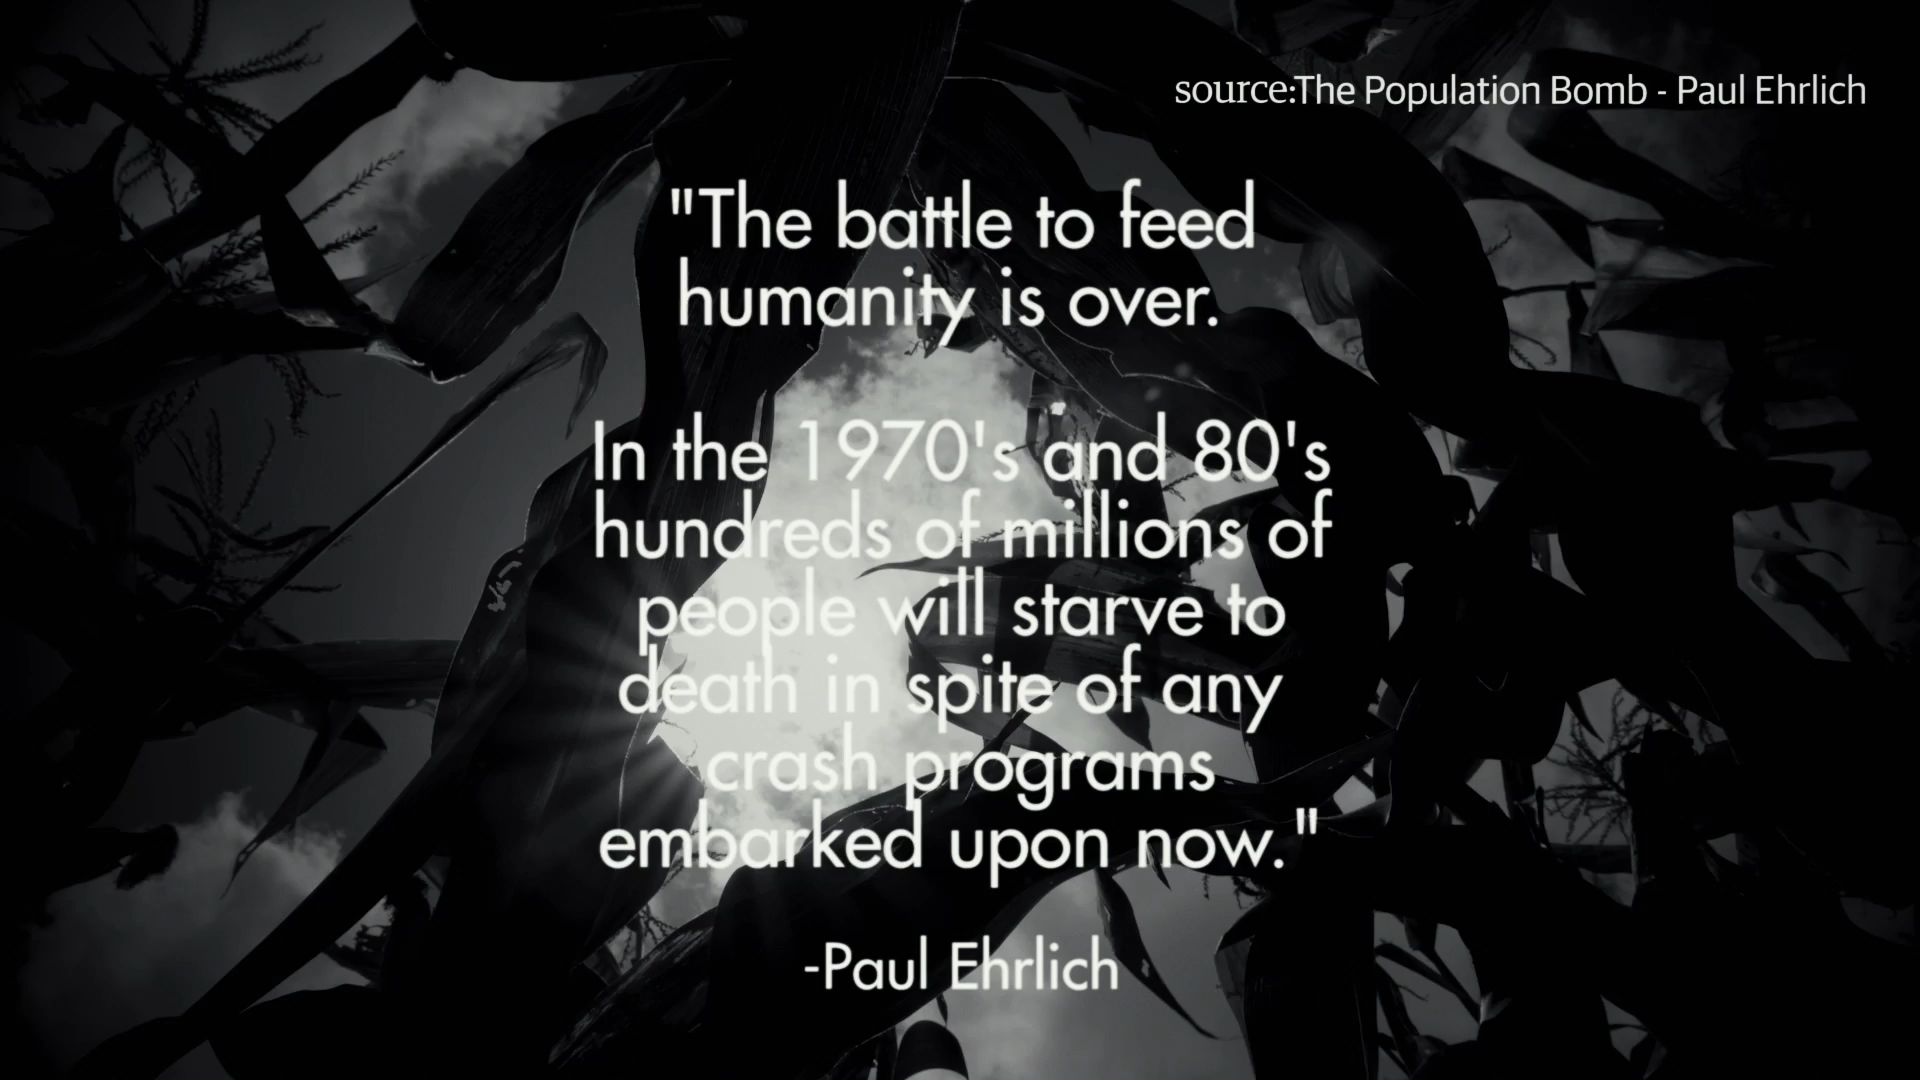 source:The Population Bomb - Paul Ehrlich
"The battle to feed
humanity is over.
In the 1970's and 80's
hundreds of millions of
people will starve to
death in spite of any
crash programs
embarked upon now."
-Paul Ehrlich